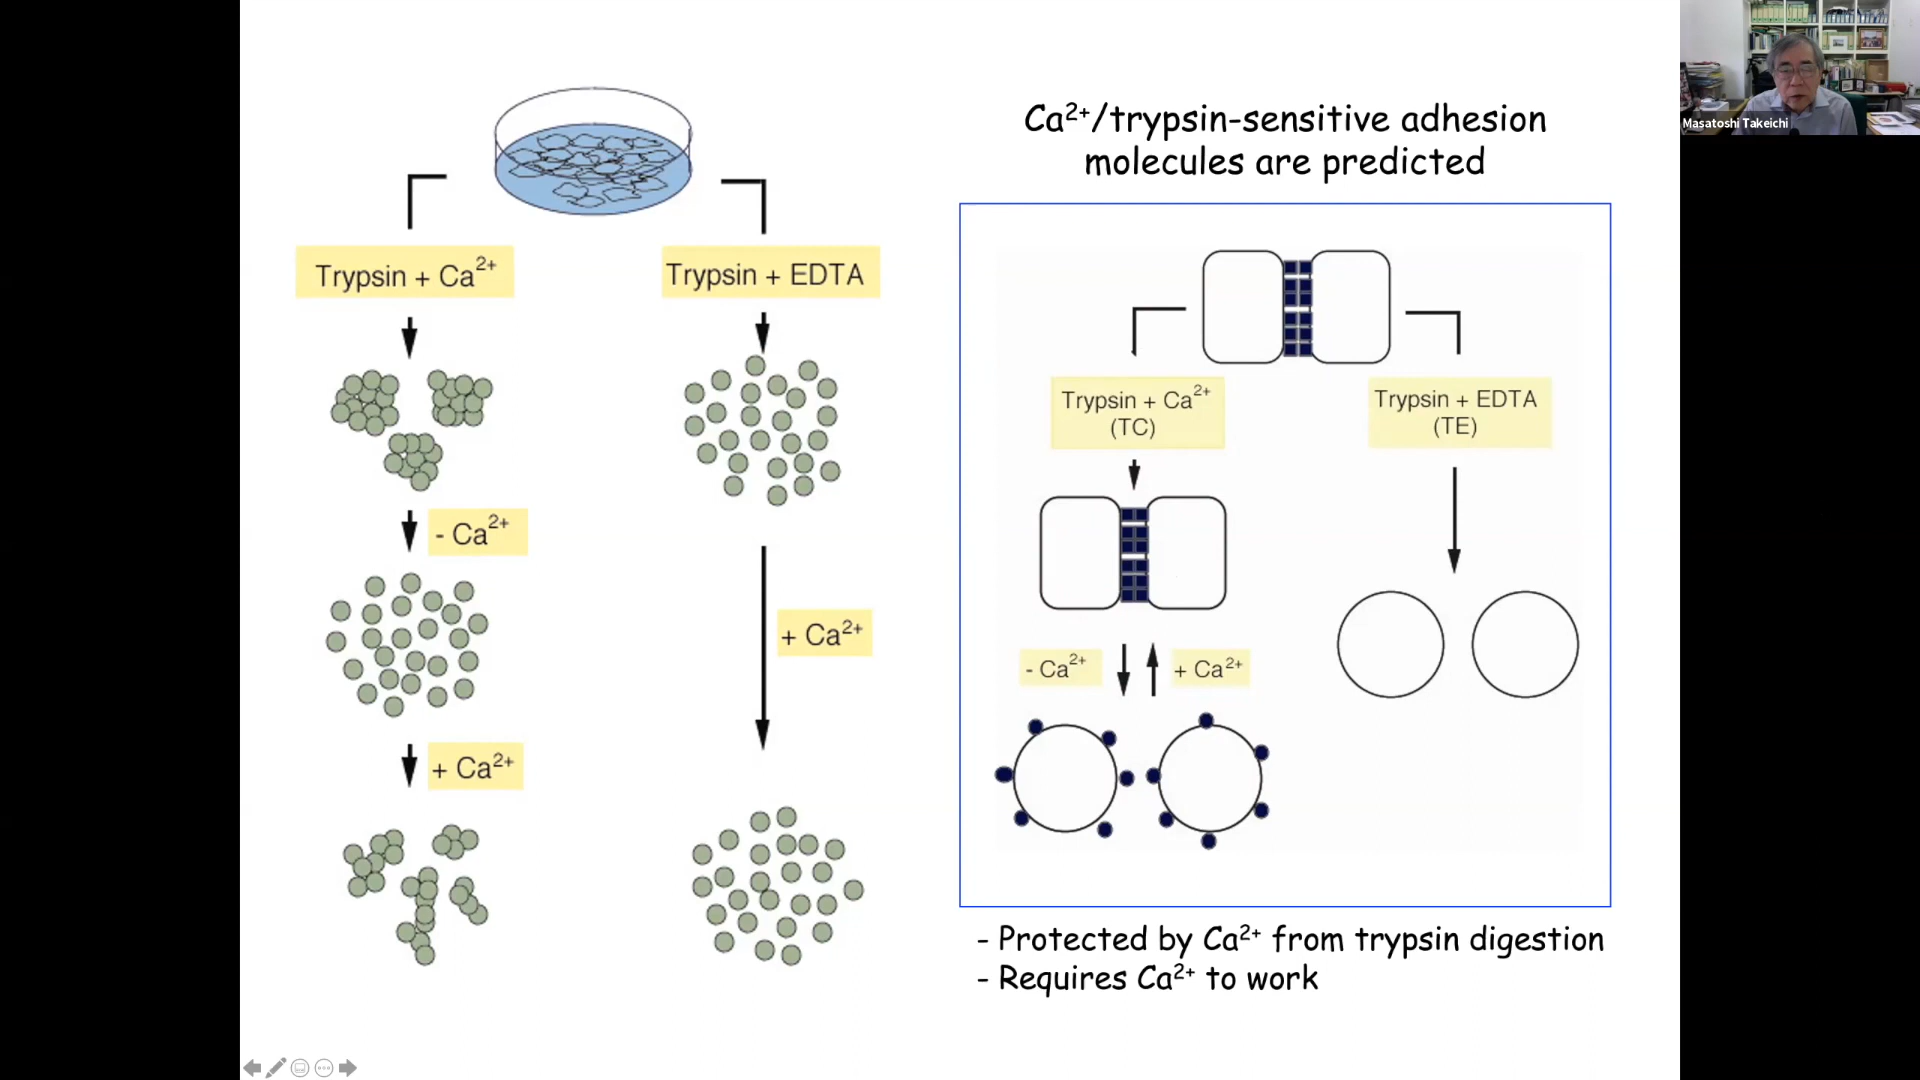 Ca²⁺/trypsin-sensitive adhesion
molecules are predicted
Trypsin + Ca²⁺
Trypsin + EDTA
- Ca²⁺
+ Ca²⁺
+ Ca²⁺
Trypsin + Ca²⁺
(TC)
Trypsin + EDTA
(TE)
- Ca²⁺
+ Ca²⁺
- Protected by Ca²⁺ from trypsin digestion
- Requires Ca²⁺ to work
Masatoshi Takeichi